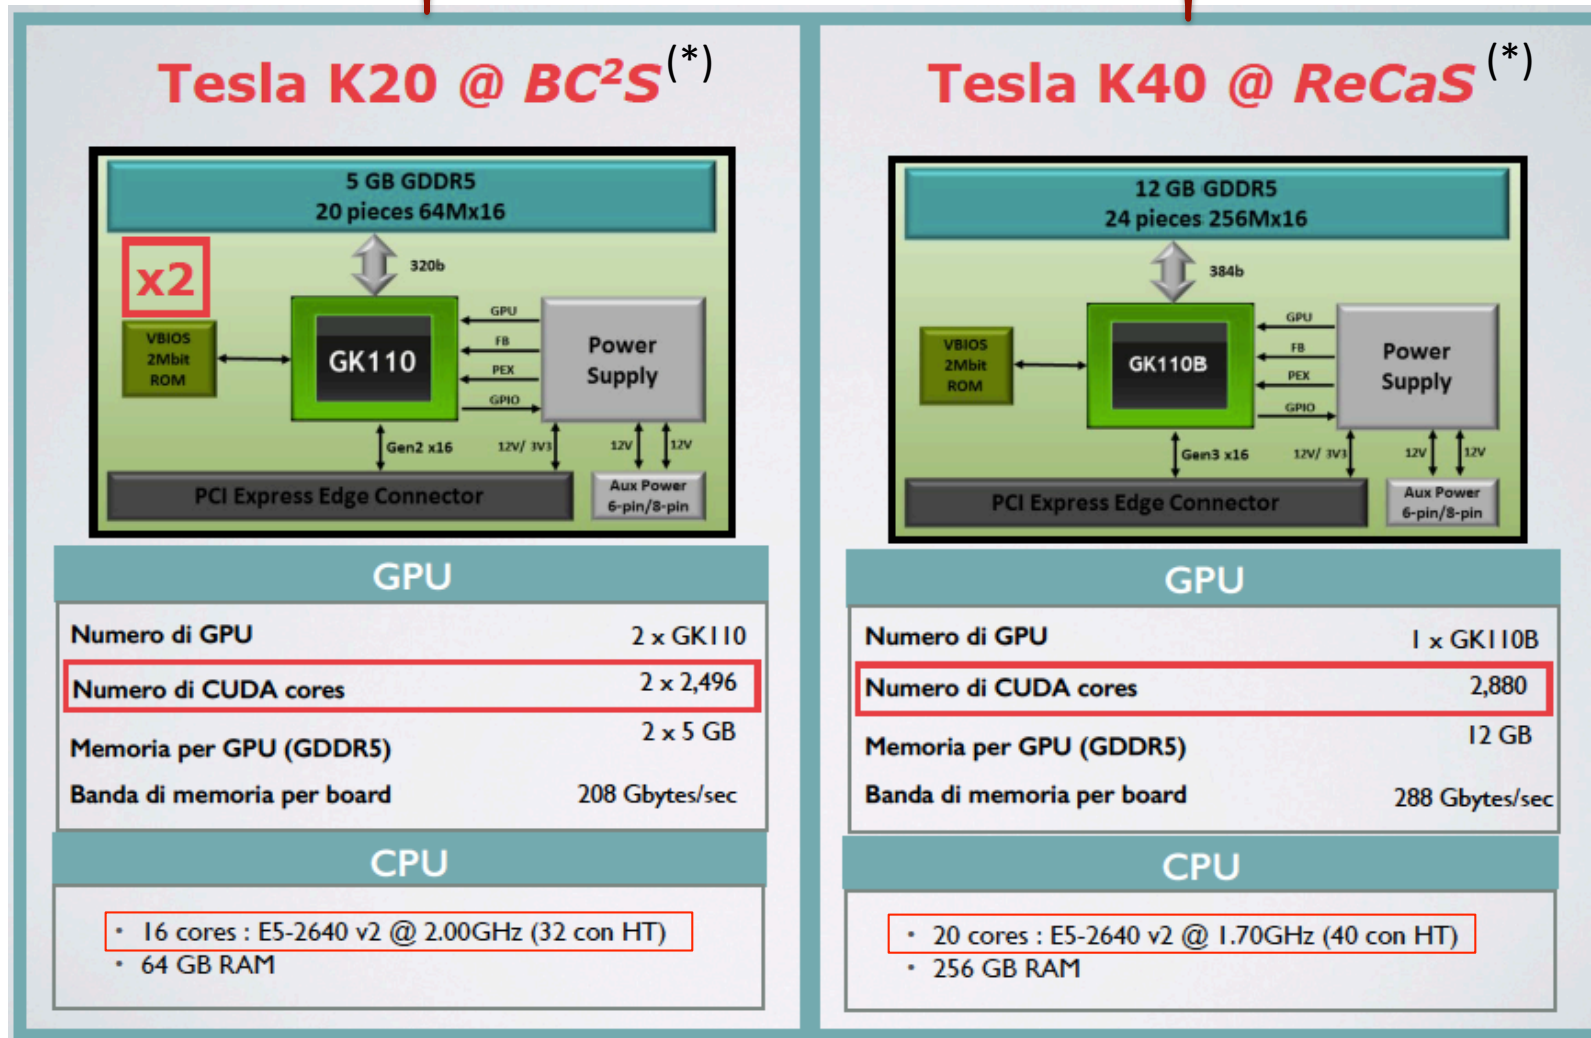 Tesla K20 @ BC²S(*)
5 GB GDDR5
20 pieces 64Mx16
x2
320b
VBIOS
2Mbit
ROM
GK110
GPU
FB
PEX
GPIO
Power
Supply
Gen2 x16
12V/ 3V3
12V
12V
PCI Express Edge Connector
Aux Power
6-pin/8-pin
GPU
Numero di GPU 2 x GK110
Numero di CUDA cores 2 x 2,496
Memoria per GPU (GDDR5) 2 x 5 GB
Banda di memoria per board 208 Gbytes/sec
CPU
• 16 cores : E5-2640 v2 @ 2.00GHz (32 con HT)
• 64 GB RAM
Tesla K40 @ ReCaS(*)
12 GB GDDR5
24 pieces 256Mx16
384b
VBIOS
2Mbit
ROM
GK110B
GPU
FB
PEX
GPIO
Power
Supply
Gen3 x16
12V/ 3V3
12V
12V
PCI Express Edge Connector
Aux Power
6-pin/8-pin
GPU
Numero di GPU 1 x GK110B
Numero di CUDA cores 2,880
Memoria per GPU (GDDR5) 12 GB
Banda di memoria per board 288 Gbytes/sec
CPU
• 20 cores : E5-2640 v2 @ 1.70GHz (40 con HT)
• 256 GB RAM